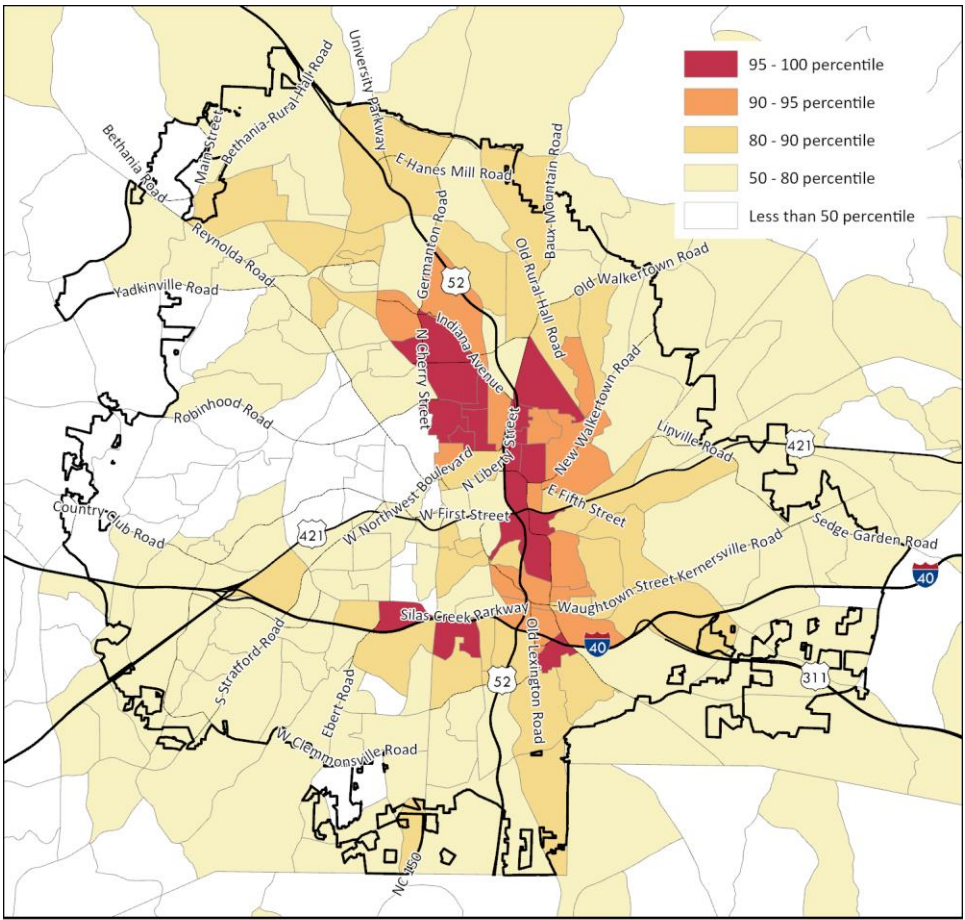 95 - 100 percentile
90 - 95 percentile
80 - 90 percentile
50 - 80 percentile
Less than 50 percentile
University Parkway
Bethania-Rural-Hall-Road
Main Street
Bethania Road
E Hanes Mill Road
Baux-Mountain-Road
Germanton Road
Reynolda Road
Old Rural-Hall Road
Old-Walkertown Road
Yadkinville Road
52
Indiana Avenue
N Cherry Street
New Walkertown Road
Robinhood Road
N Liberty Street
Linville Road
421
W Northwest Boulevard
E Fifth Street
W First Street
Country Club Road
421
Sedge-Garden Road
40
Waughtown Street
Kernersville-Road
Silas Creek Parkway
S-Stratford-Road
Old-Lexington Road
40
Ebert-Road
52
311
W Clemmonsville Road
NC 150